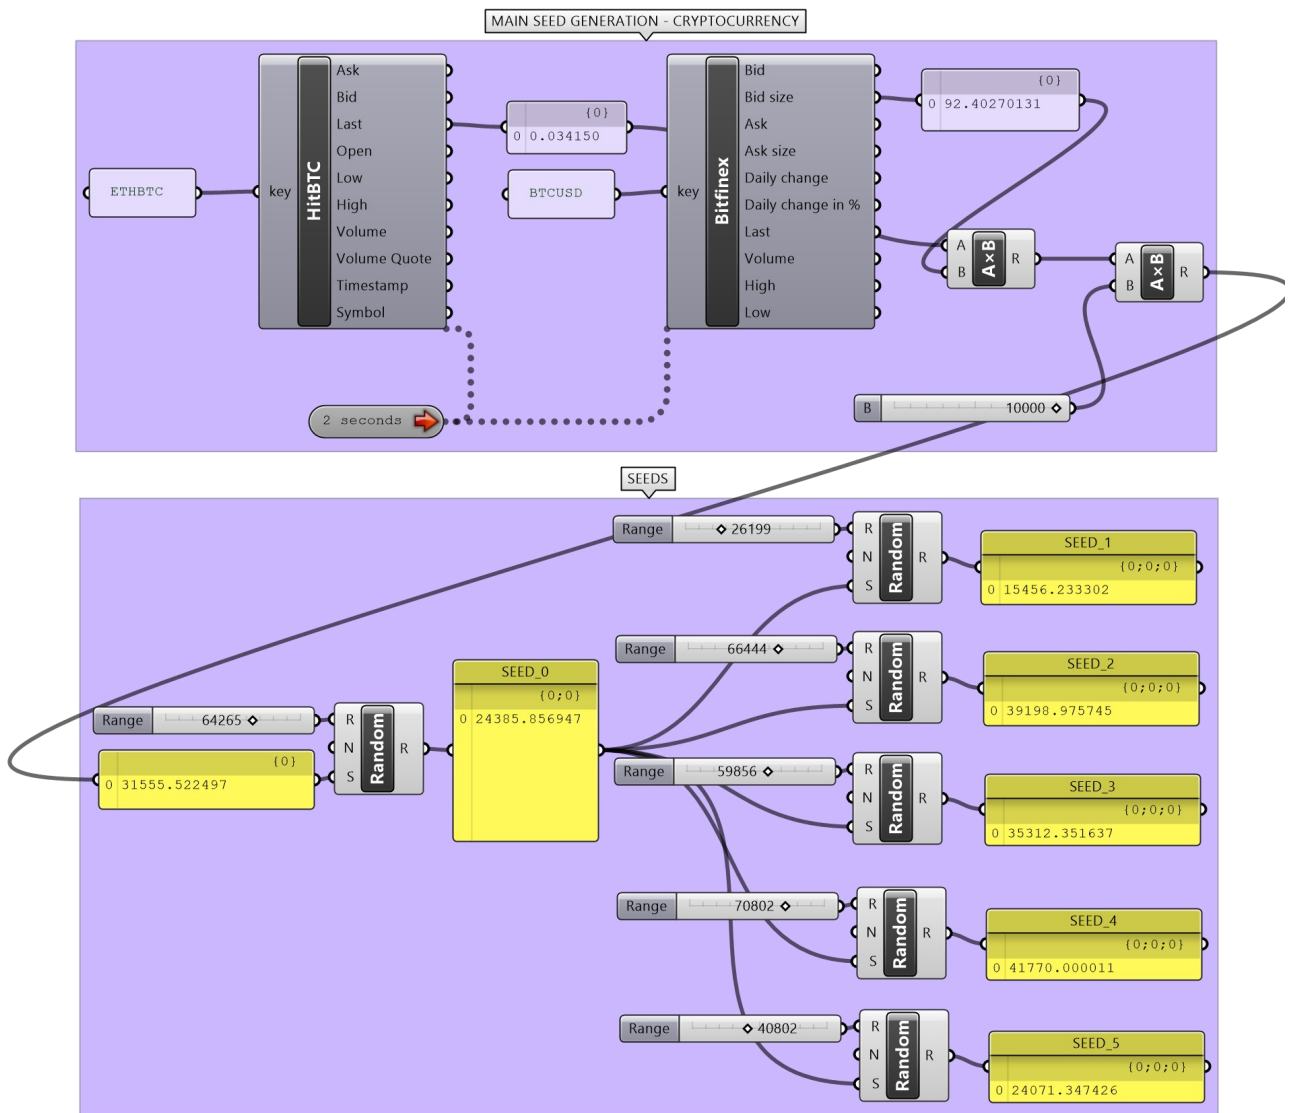 MAIN SEED GENERATION - CRYPTOCURRENCY
ETHBTC
key
HitBTC
Ask
Bid
Last
Open
Low
High
Volume
Volume Quote
Timestamp
Symbol
{0}
0 0.034150
BTCUSD
key
Bitfinex
Bid
Bid size
Ask
Ask size
Daily change
Daily change in %
Last
Volume
High
Low
{0}
0 92.40270131
A
B
A×B
R
A
B
A×B
R
2 seconds
B
10000
SEEDS
Range
64265
{0}
0 31555.522497
R
N
S
Random
R
SEED_0
{0;0}
0 24385.856947
Range
26199
R
N
S
Random
R
SEED_1
{0;0;0}
0 15456.233302
Range
66444
R
N
S
Random
R
SEED_2
{0;0;0}
0 39198.975745
Range
59856
R
N
S
Random
R
SEED_3
{0;0;0}
0 35312.351637
Range
70802
R
N
S
Random
R
SEED_4
{0;0;0}
0 41770.000011
Range
40802
R
N
S
Random
R
SEED_5
{0;0;0}
0 24071.347426